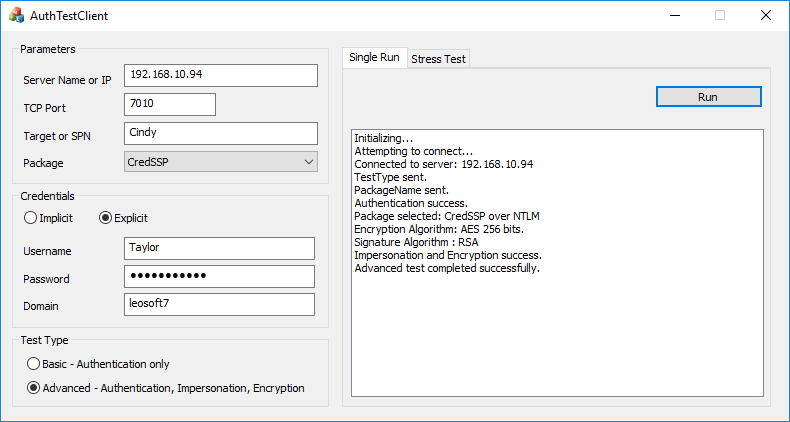 AuthTestClient
Parameters
Server Name or IP 192.168.10.94
TCP Port 7010
Target or SPN Cindy
Package CredSSP
Credentials
Implicit Explicit
Username Taylor
Password ●●●●●●●●●●●
Domain leosoft7
Test Type
Basic - Authentication only
Advanced - Authentication, Impersonation, Encryption
Single Run Stress Test
Run
Initializing...
Attempting to connect...
Connected to server: 192.168.10.94
TestType sent.
PackageName sent.
Authentication success.
Package selected: CredSSP over NTLM
Encryption Algorithm: AES 256 bits.
Signature Algorithm : RSA
Impersonation and Encryption success.
Advanced test completed successfully.